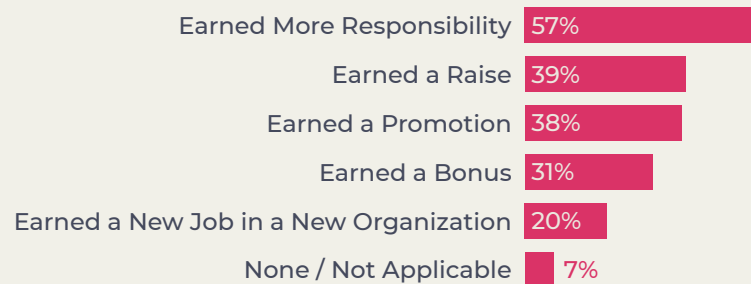 Earned More Responsibility 57%
Earned a Raise 39%
Earned a Promotion 38%
Earned a Bonus 31%
Earned a New Job in a New Organization 20%
None / Not Applicable 7%